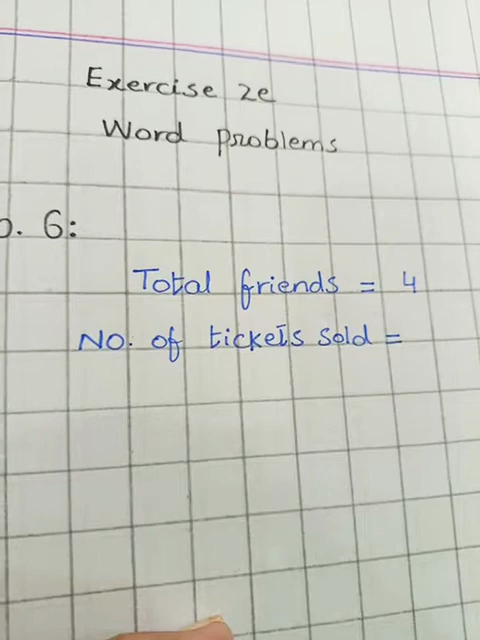 Exercise 2e
Word problems
. 6:
Total friends = 4
No. of tickets sold =